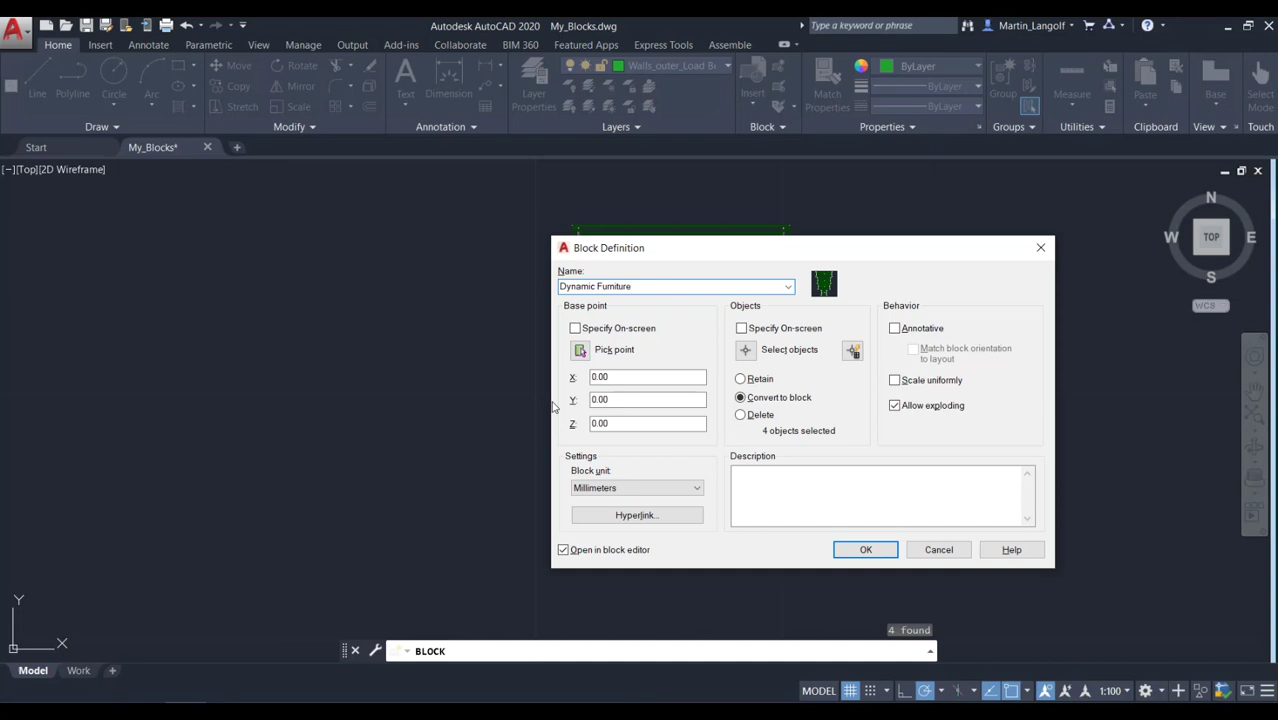 Autodesk AutoCAD 2020 My_Blocks.dwg
Type a keyword or phrase
Martin_Langolf
Home Insert Annotate Parametric View Manage Output Add-ins Collaborate BIM 360 Featured Apps Express Tools Assemble
Line Polyline Circle Arc
Move Rotate
Copy Mirror
Stretch Scale
Text Dimension
Layer Properties
Walls_outer_Load B
Insert
Match Properties
ByLayer
ByLayer
ByLayer
Group
Measure
Paste
Base
Select Mode
Draw Modify Annotation Layers Block Properties Groups Utilities Clipboard View Touch
Start My_Blocks*
[−][Top][2D Wireframe]
N
W TOP E
S
WCS
Block Definition
Name:
Dynamic Furniture
Base point
Specify On-screen
Pick point
X: 0.00
Y: 0.00
Z: 0.00
Objects
Specify On-screen
Select objects
Retain
Convert to block
Delete
4 objects selected
Behavior
Annotative
Match block orientation
to layout
Scale uniformly
Allow exploding
Settings
Block unit:
Millimeters
Hyperlink...
Description
Open in block editor
OK Cancel Help
Y
X
4 found
BLOCK
Model Work
MODEL
1:100